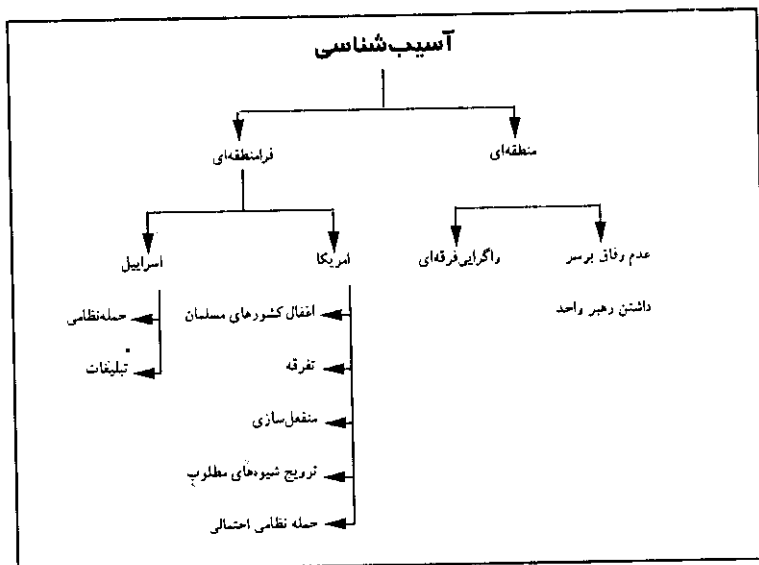 آسیب‌شناسی
منطقه‌ای
فرامنطقه‌ای
عدم وفاق برسر
داشتن رهبر واحد
واگرایی‌فرقه‌ای
امریکا
اغفال کشورهای مسلمان
تفرقه
منفعل‌سازی
ترویج شیوه‌های مطلوب
حمله نظامی احتمالی
اسراییل
حمله‌نظامی
تبلیغات